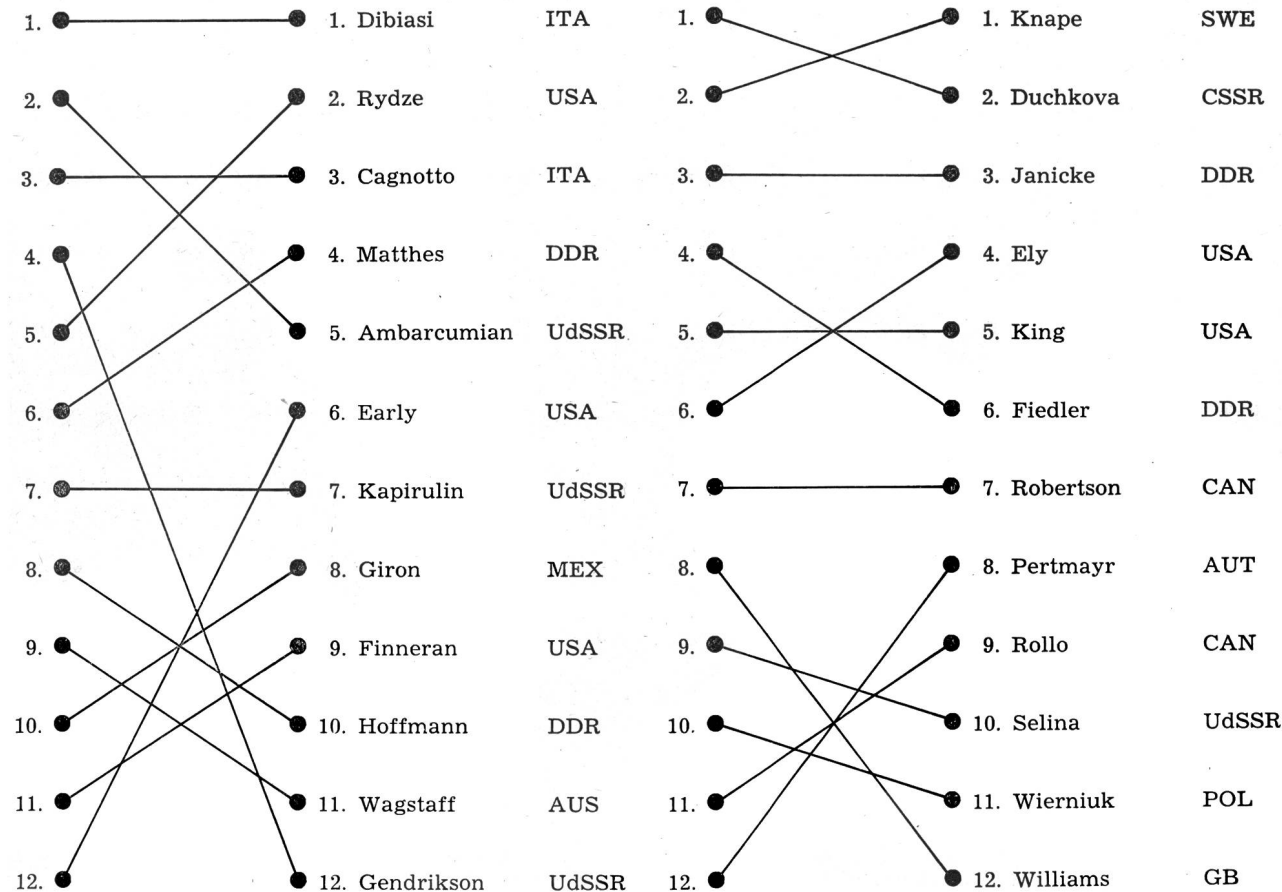 1. 1. Dibiasi ITA
2. 2. Rydze USA
3. 3. Cagnotto ITA
4. 4. Matthes DDR
5. 5. Ambarcumian UdSSR
6. 6. Early USA
7. 7. Kapirulin UdSSR
8. 8. Giron MEX
9. 9. Finneran USA
10. 10. Hoffmann DDR
11. 11. Wagstaff AUS
12. 12. Gendrikson UdSSR
1. 1. Knape SWE
2. 2. Duchkova CSSR
3. 3. Janicke DDR
4. 4. Ely USA
5. 5. King USA
6. 6. Fiedler DDR
7. 7. Robertson CAN
8. 8. Pertmayr AUT
9. 9. Rollo CAN
10. 10. Selina UdSSR
11. 11. Wierniuk POL
12. 12. Williams GB